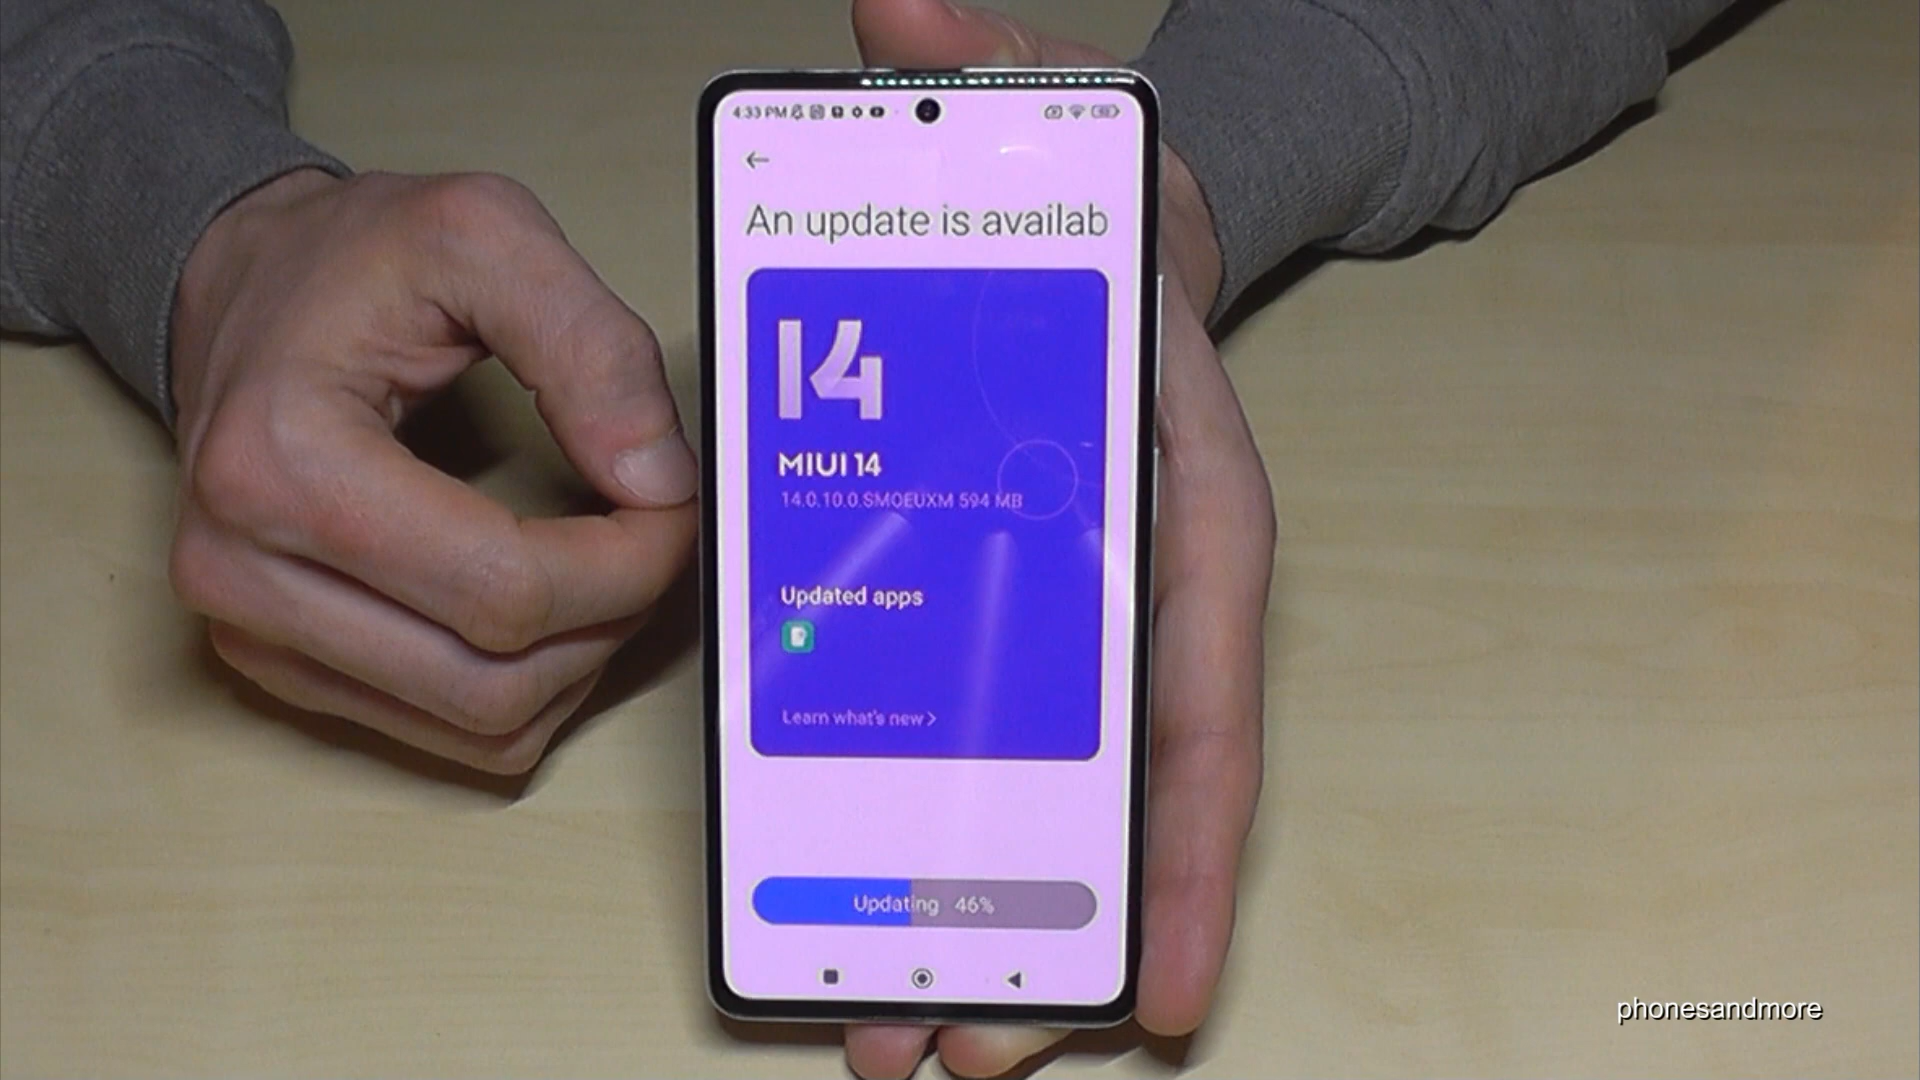 4:33 PM
An update is availab
14
MIUI 14
14.0.10.0.SMOEUXM 594 MB
Updated apps
Learn what's new >
Updating 46%
phonesandmore